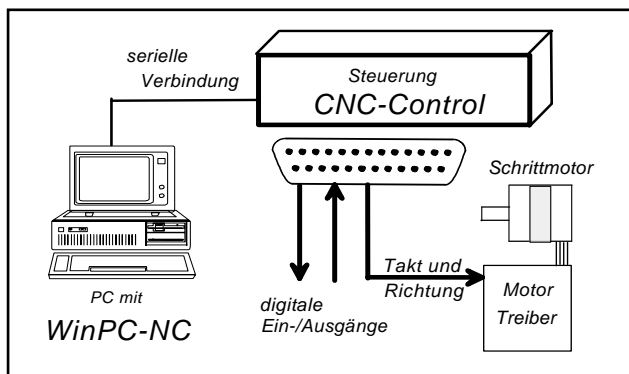 serielle
Verbindung
Steuerung
CNC-Control
Schrittmotor
PC mit
WinPC-NC
digitale
Ein-/Ausgänge
Takt und
Richtung
Motor
Treiber